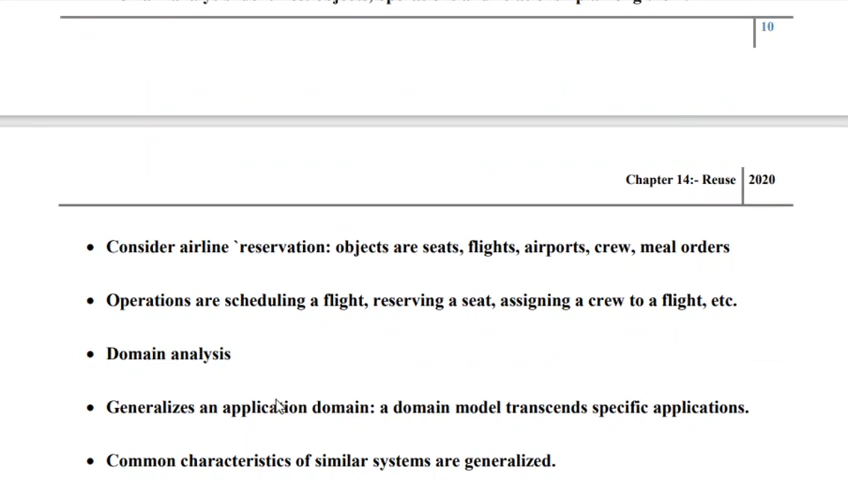 10
Chapter 14:- Reuse 2020
• Consider airline `reservation: objects are seats, flights, airports, crew, meal orders
• Operations are scheduling a flight, reserving a seat, assigning a crew to a flight, etc.
• Domain analysis
• Generalizes an application domain: a domain model transcends specific applications.
• Common characteristics of similar systems are generalized.